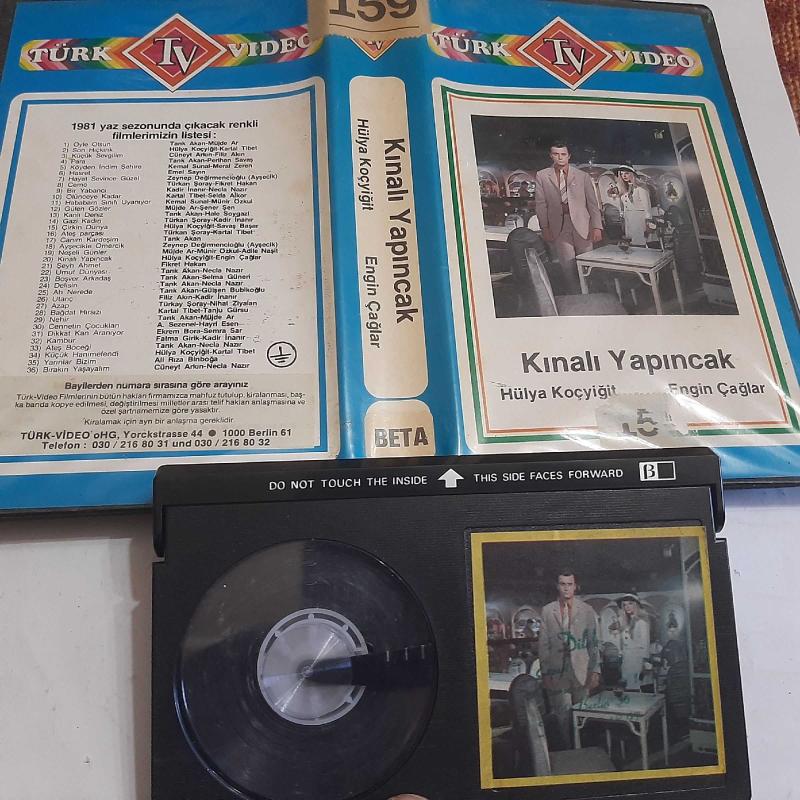 TÜRK TV VIDEO
1981 yaz sezonunda çıkacak renkli
filmlerimizin listesi :
1) Öyle Olsun Tarık Akan-Müjde Ar
2) Son Hıçkırık Hülya Koçyiğit-Kartal Tibet
3) Küçük Sevgilim Cüneyt Arkın-Filiz Akın
4) Para Tarık Akan-Perihan Savaş
5) Köyden İndim Şehire Kemal Sunal-Meral Zeren
6) Hasret Emel Sayın
7) Hayat Sevince Güzel Zeynep Değirmencioğlu (Ayşecik)
8) Cemo Türkan Şoray-Fikret Hakan
9) Bir Yabancı Kadir İnanır-Necla Nazır
10) Ölünceye Kadar Kartal Tibet-Selda Alkor
11) Hababam Sınıfı Uyanıyor Kemal Sunal-Münir Özkul
12) Gülen Gözler Müjde Ar-Şener Şen
13) Kanlı Deniz Tarık Akan-Hale Soygazi
14) Gazi Kadın Türkan Şoray-Kadir İnanır
15) Çirkin Dünya Hülya Koçyiğit-Savaş Başar
16) Ateş parçası Türkan Şoray-Kartal Tibet
17) Canım Kardeşim Tarık Akan
18) Ayşecikle Ömercik Zeynep Değirmencioğlu (Ayşecik)
19) Neşeli Günler Müjde Ar-Münir Özkul-Adile Naşit
20) Kınalı Yapıncak Hülya Koçyiğit-Engin Çağlar
21) Şeyh Ahmet Fikret Hakan
22) Umut Dünyası Tarık Akan-Necla Nazır
23) Boşver Arkadaş Tarık Akan-Selma Güneri
24) Delisin Tarık Akan-Necla Nazır
25) Ah Nerede Tarık Akan-Gülşen Bubikoğlu
26) Utanç Filiz Akın-Kadir İnanır
27) Azap Türkay Şoray-Nihat Ziyalan
28) Bağdat Hırsızı Kartal Tibet-Tanju Gürsu
29) Nehir Tarık Akan-Müjde Ar
30) Cennetin Çocukları A. Sezenel-Hayri Esen
31) Dikkat Kan Aranıyor Ekrem Bora-Semra Sar
32) Kambur Fatma Girik-Kadir İnanır
33) Ateş Böceği Tarık Akan-Necla Nazır
34) Küçük Hanımefendi Hülya Koçyiğit-Kartal Tibet
35) Yarınlar Bizim Ali Rıza Binboğa
36) Bırakın Yaşayalım Cüneyt Arkın-Necla Nazır
Bayilerden numara sırasına göre arayınız
Türk-Video Filmlerinin bütün hakları firmamızca mahfuz tutulup, kiralanması, baş-
ka banda kopye edilmesi, değiştirilmesi milletler arası telif hakları anlaşmasına ve
özel şartnamemize göre yasaktır.
Kiralamak için ayrı bir anlaşma gereklidir
TÜRK-VİDEO oHG, Yorckstrasse 44 ● 1000 Berlin 61
Telefon : 030 / 216 80 31 und 030 / 216 80 32
159
TV
Kınalı Yapıncak
Hülya Koçyiğit Engin Çağlar
BETA
TÜRK TV VIDEO
Kınalı Yapıncak
Hülya Koçyiğit Engin Çağlar
DO NOT TOUCH THE INSIDE THIS SIDE FACES FORWARD β